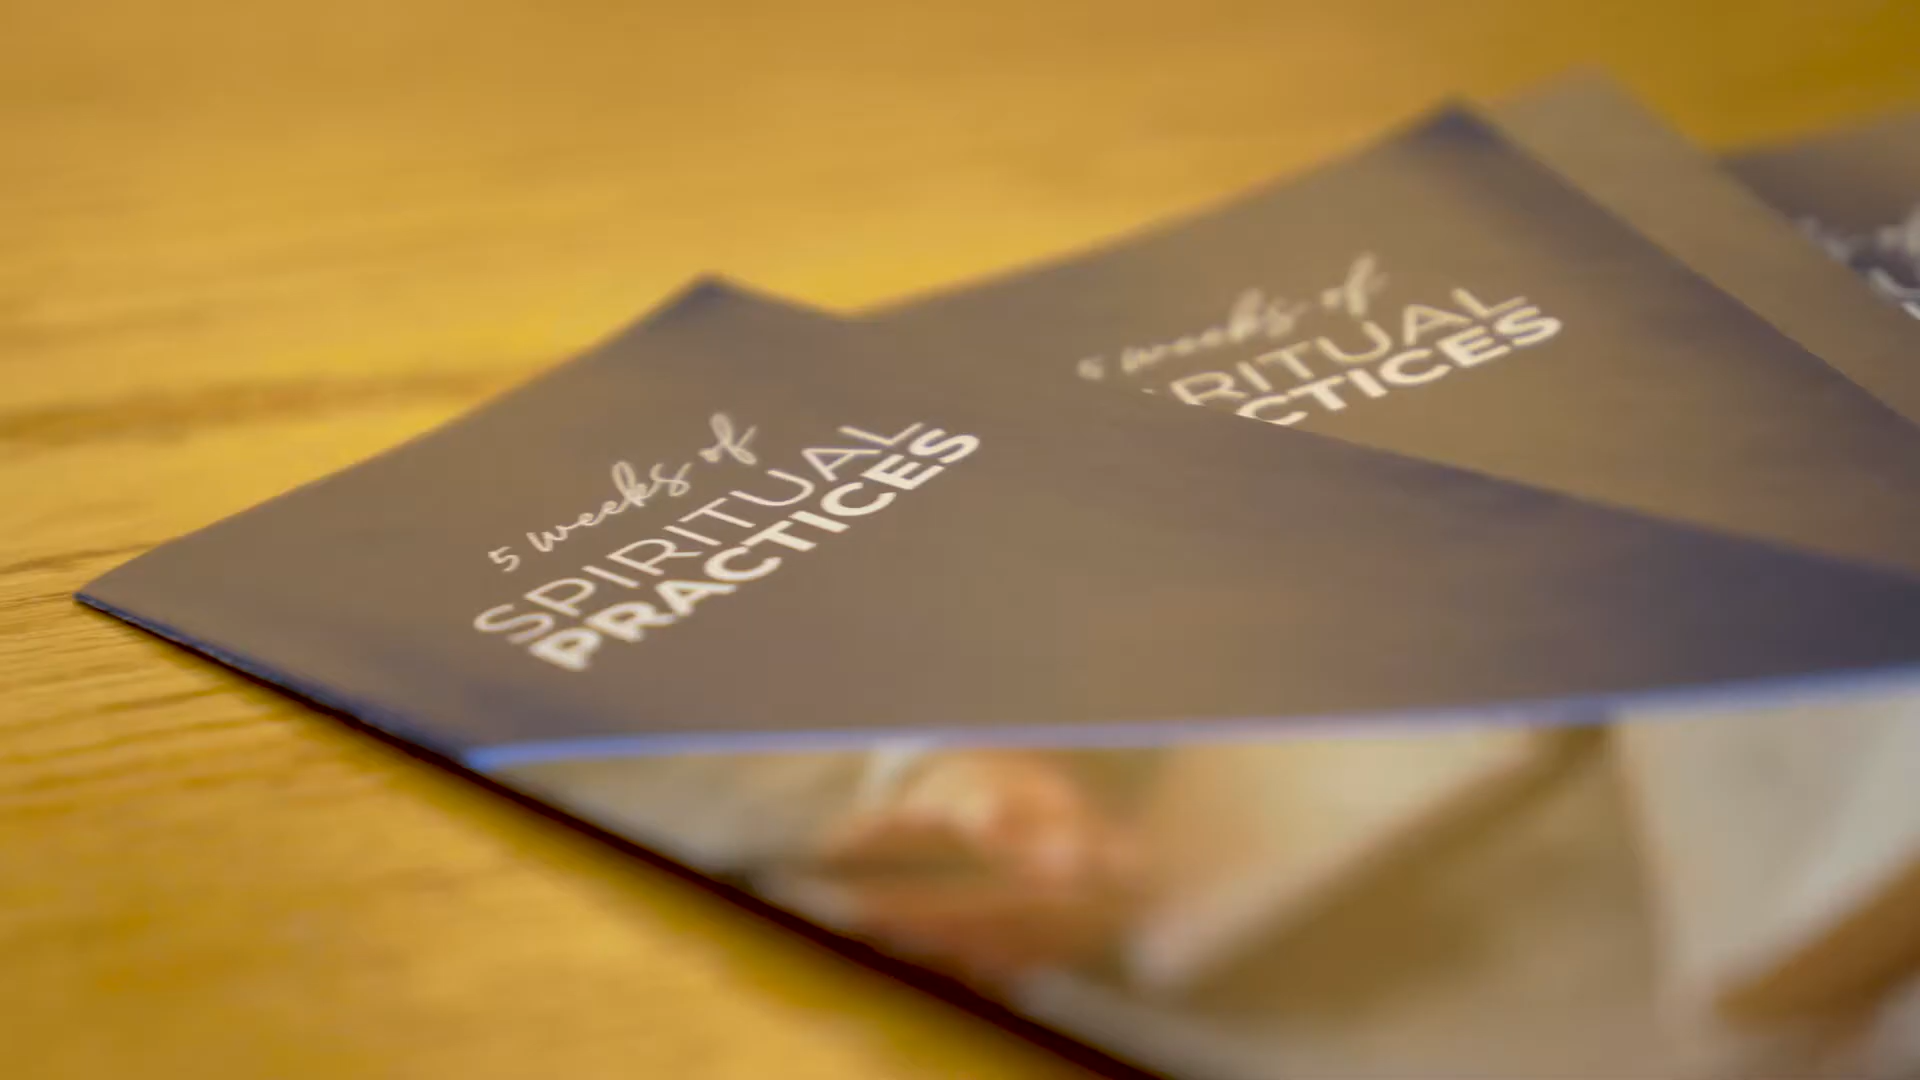 5 weeks of
SPIRITUAL
PRACTICES
5 weeks of
RITUAL
CTICES